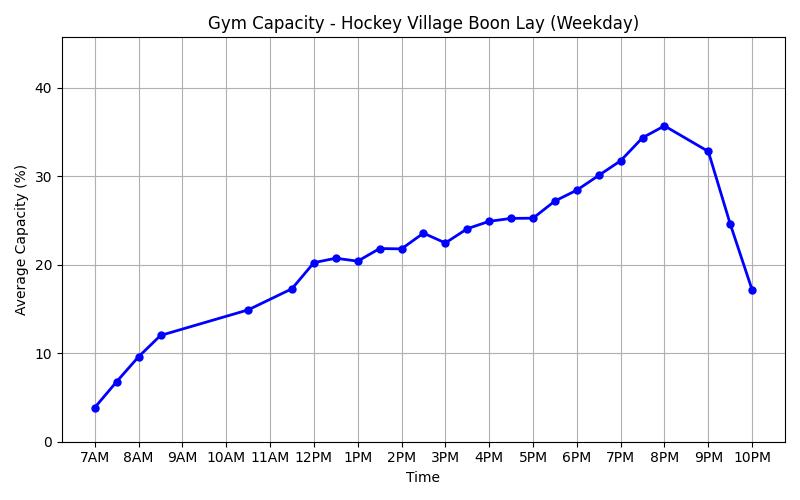 Gym Capacity - Hockey Village Boon Lay (Weekday)
Average Capacity (%)
40
30
20
10
0
7AM 8AM 9AM 10AM 11AM 12PM 1PM 2PM 3PM 4PM 5PM 6PM 7PM 8PM 9PM 10PM
Time